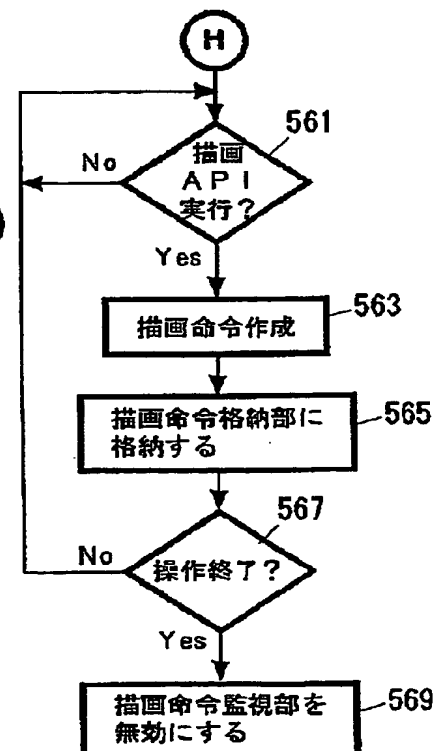 H
561
描画
API
実行?
No
Yes
描画命令作成
563
描画命令格納部に
格納する
565
567
操作終了?
No
Yes
描画命令監視部を
無効にする
569